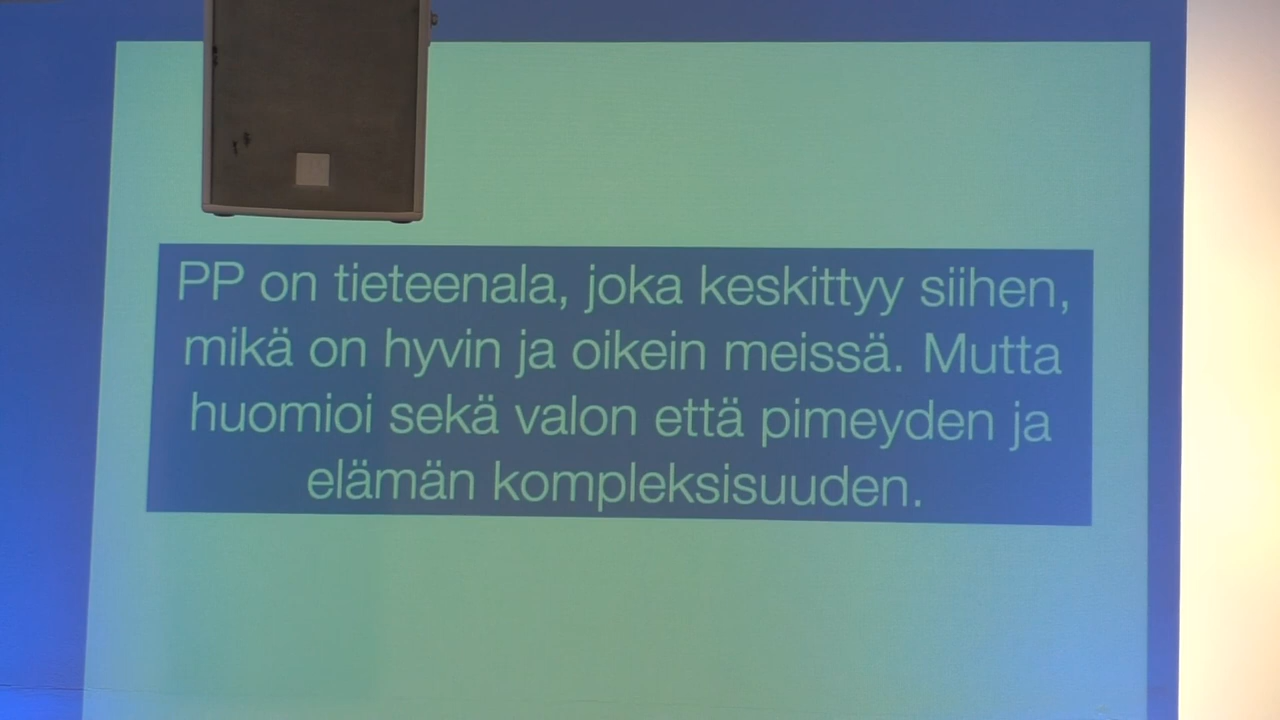 PP on tieteenala, joka keskittyy siihen,
mikä on hyvin ja oikein meissä. Mutta
huomioi sekä valon että pimeyden ja
elämän kompleksisuuden.